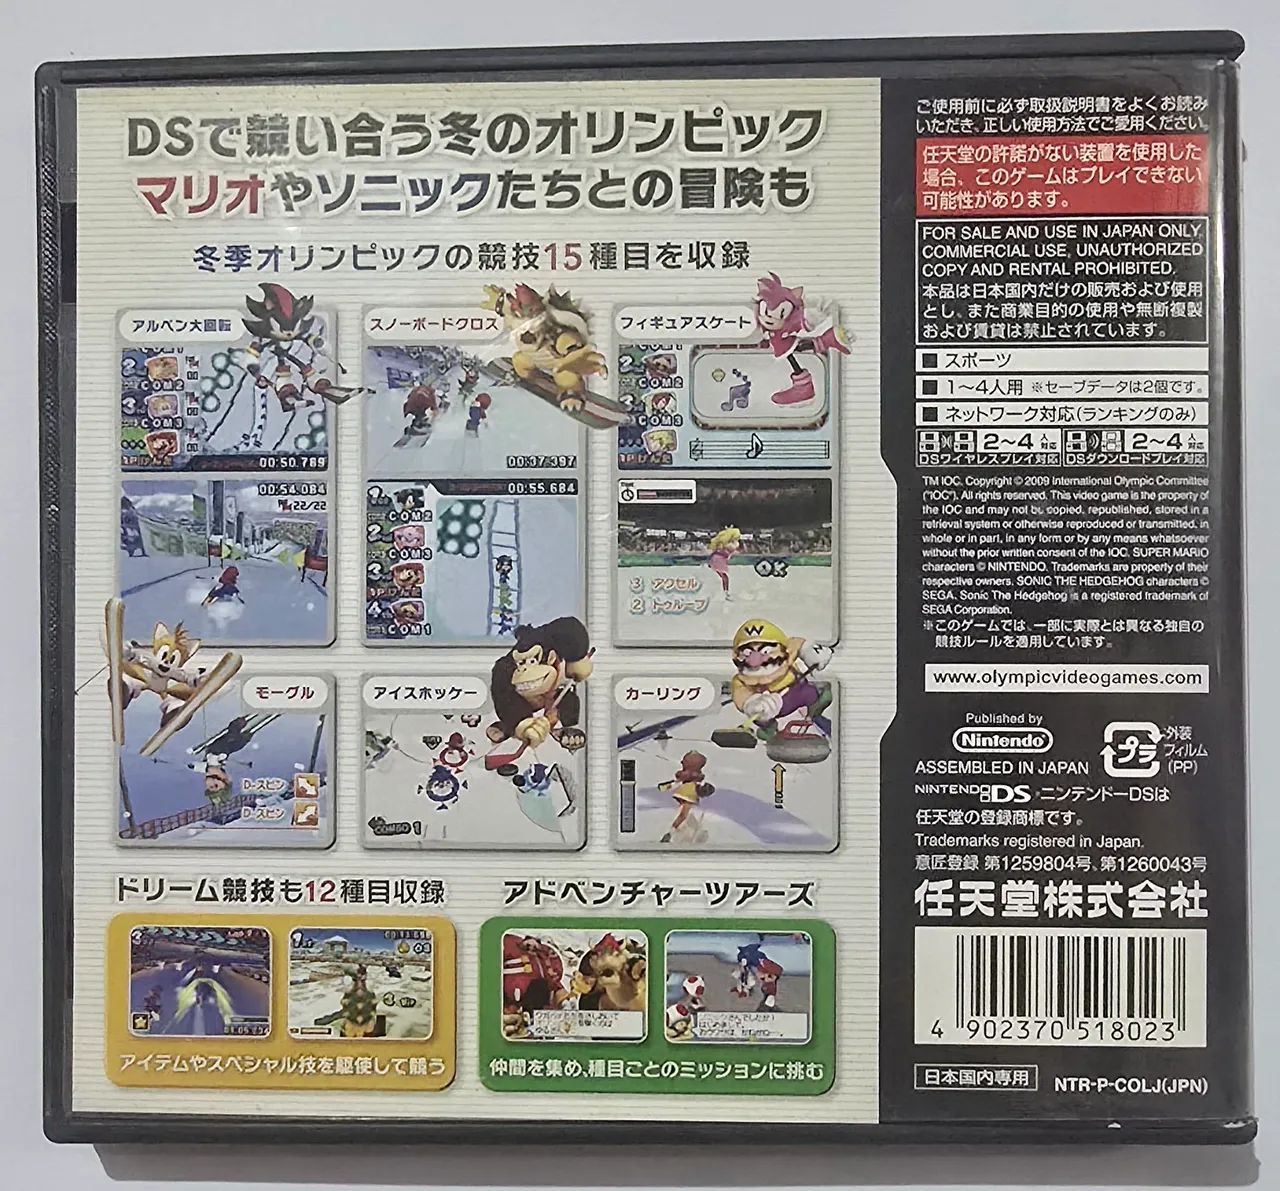 DSで競い合う冬のオリンピック
マリオやソニックたちとの冒険も
冬季オリンピックの競技15種目を収録
アルペン大回転
スノーボードクロス
フィギュアスケート
COM2
COM3
00:50.769
00:37.397
00:54.084
22/22
00:55.684
COM2
COM3
COM1
OK
3 アクセル
2 トゥループ
モーグル
アイスホッケー
カーリング
D-スピン
D-スピン
COMBO 1
ドリーム競技も12種目収録
アドベンチャーツアーズ
アイテムやスペシャル技を駆使して競う
仲間を集め、種目ごとのミッションに挑む
ご使用前に必ず取扱説明書をよくお読み
いただき、正しい使用方法でご愛用ください。
任天堂の許諾がない装置を使用した
場合、このゲームはプレイできない
可能性があります。
FOR SALE AND USE IN JAPAN ONLY.
COMMERCIAL USE, UNAUTHORIZED
COPY AND RENTAL PROHIBITED.
本品は日本国内だけの販売および使用
とし、また商業目的の使用や無断複製
および賃貸は禁止されています。
■ スポーツ
■ 1〜4人用 ※セーブデータは2個です。
■ ネットワーク対応(ランキングのみ)
2〜4人対応 2〜4人対応
DSワイヤレスプレイ対応 DSダウンロードプレイ対応
TM IOC. Copyright © 2009 International Olympic Committee
("IOC"). All rights reserved. This video game is the property of
the IOC and may not be copied, republished, stored in a
retrieval system or otherwise reproduced or transmitted, in
whole or in part, in any form or by any means whatsoever
without the prior written consent of the IOC. SUPER MARIO
characters © NINTENDO. Trademarks are property of their
respective owners. SONIC THE HEDGEHOG characters ©
SEGA. Sonic The Hedgehog is a registered trademark of
SEGA Corporation.
※このゲームでは、一部に実際とは異なる独自の
競技ルールを適用しています。
www.olympicvideogames.com
Published by
Nintendo
ASSEMBLED IN JAPAN
プラ
外装
フィルム
(PP)
NINTENDO DS・ニンテンドーDSは
任天堂の登録商標です。
Trademarks registered in Japan.
意匠登録 第1259804号、第1260043号
任天堂株式会社
4 902370 518023
日本国内専用
NTR-P-COLJ(JPN)